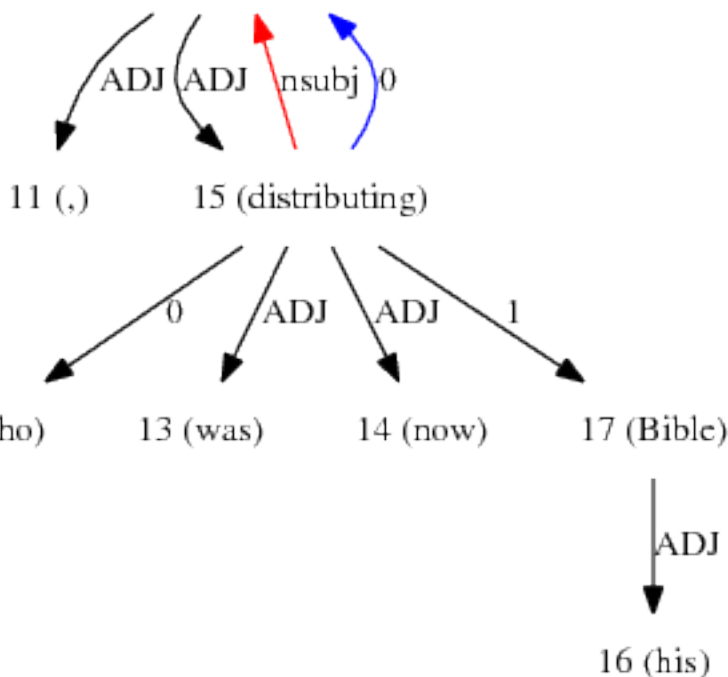 ADJ ADJ nsubj 0
11 (,) 15 (distributing)
0 ADJ ADJ 1
ho) 13 (was) 14 (now) 17 (Bible)
ADJ
16 (his)